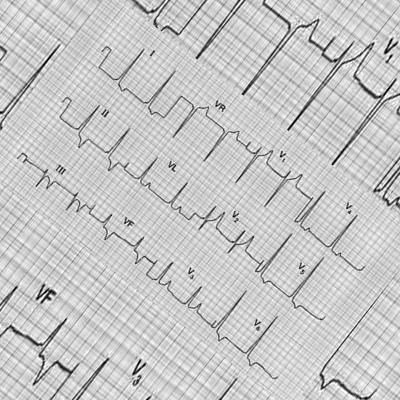 I VR V₁ V₄
II VL V₂ V₅
III VF V₃ V₆
V₁
VF
V₃